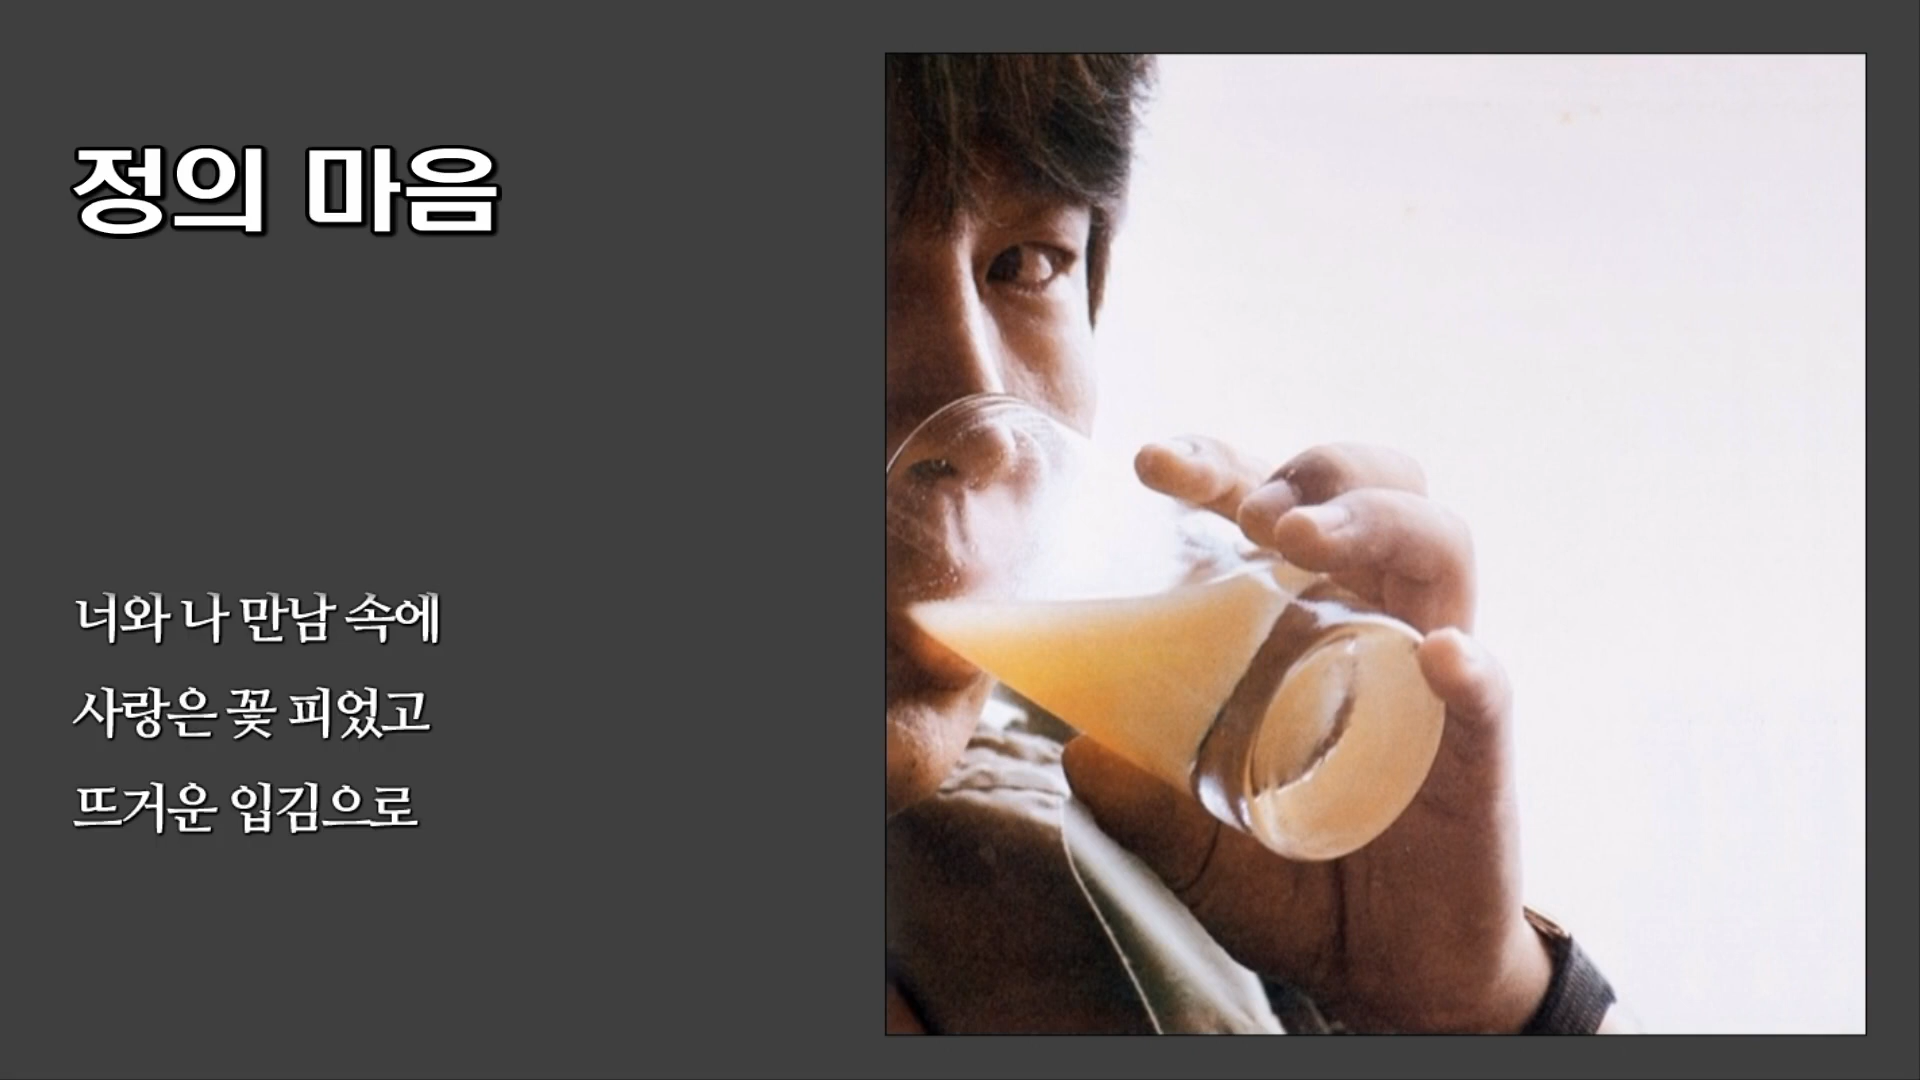 정의 마음
너와 나 만남 속에
사랑은 꽃 피었고
뜨거운 입김으로